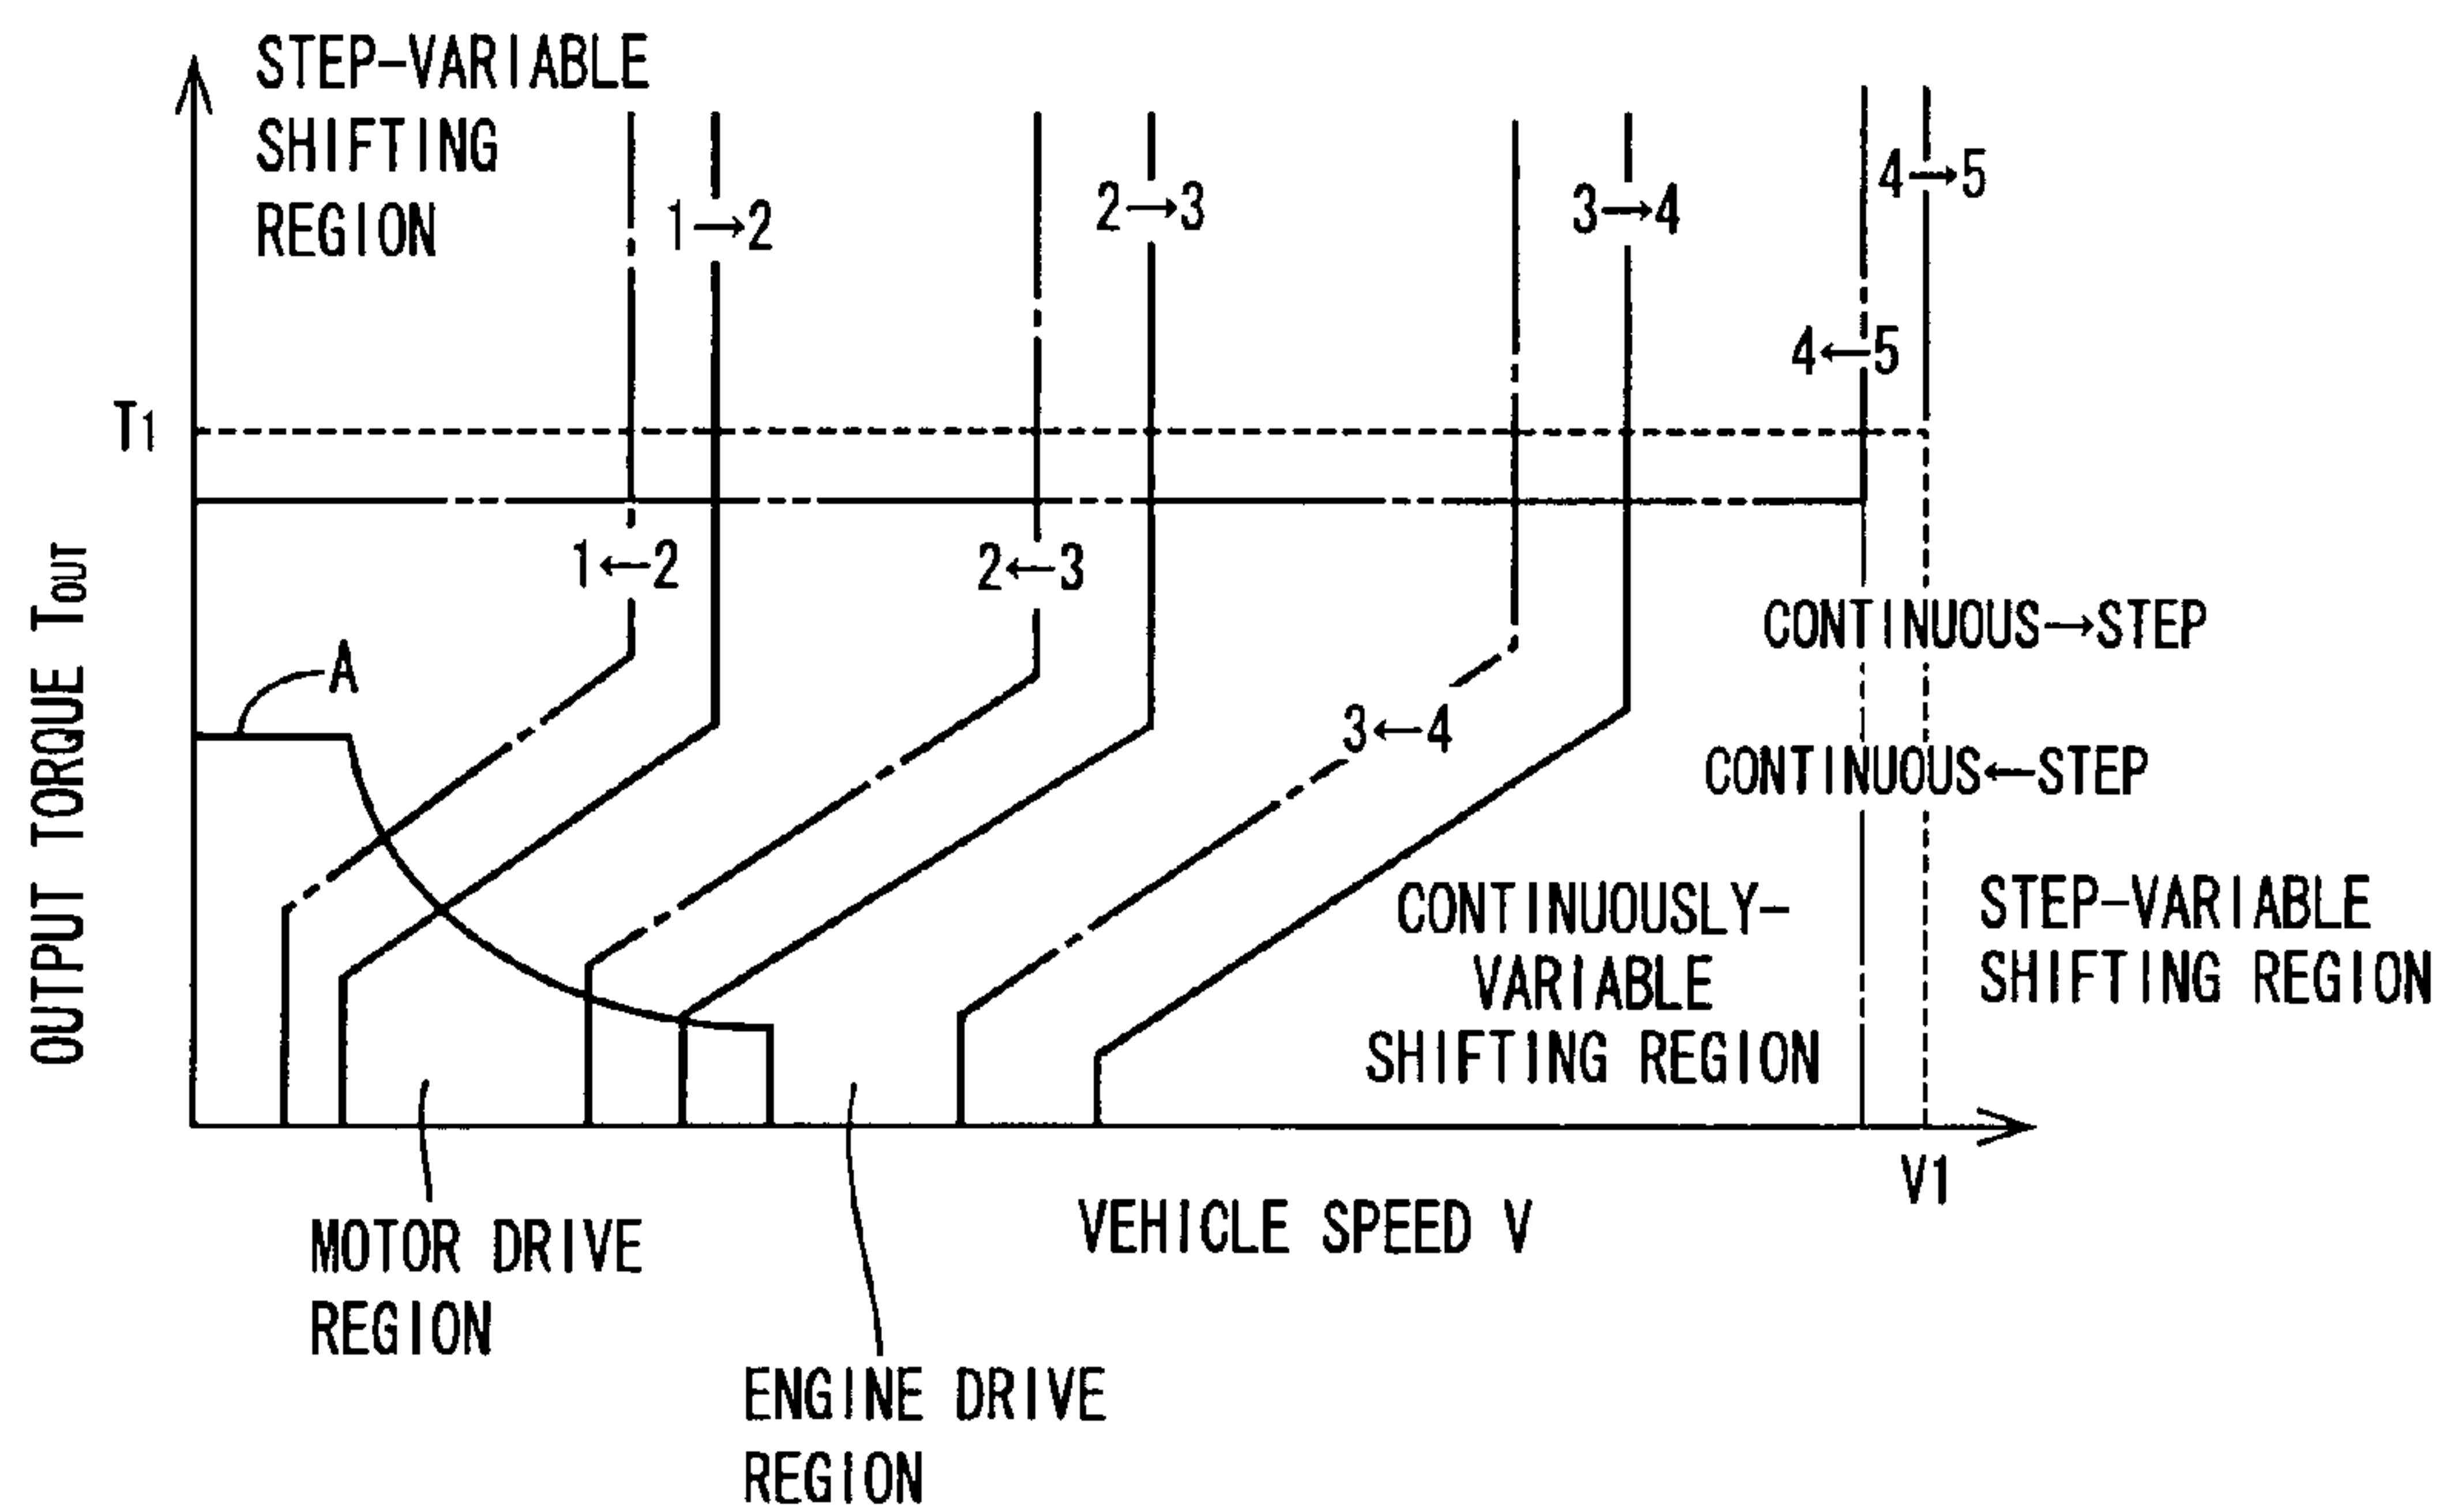 STEP-VARIABLE
SHIFTING
REGION
1→2
2→3
3→4
4→5
4←5
T1
1←2
2←3
OUTPUT TORQUE TOUT
A
3←4
CONTINUOUS→STEP
CONTINUOUS←STEP
CONTINUOUSLY-
VARIABLE
SHIFTING REGION
STEP-VARIABLE
SHIFTING REGION
V1
VEHICLE SPEED V
MOTOR DRIVE
REGION
ENGINE DRIVE
REGION